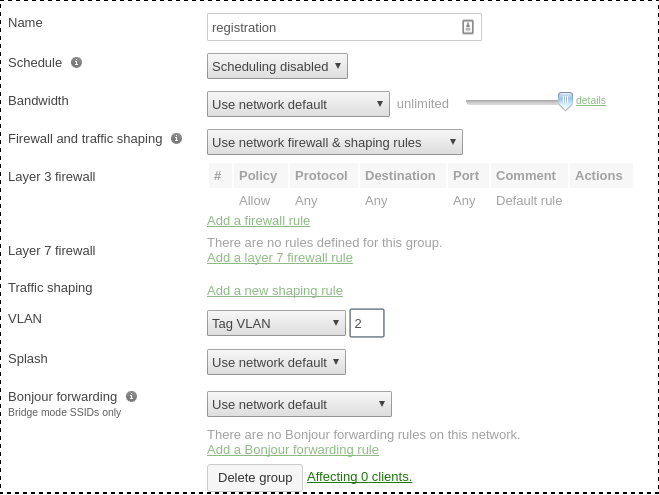 Name registration
Schedule Scheduling disabled
Bandwidth Use network default unlimited details
Firewall and traffic shaping Use network firewall & shaping rules
Layer 3 firewall # Policy Protocol Destination Port Comment Actions
Allow Any Any Any Default rule
Add a firewall rule
Layer 7 firewall There are no rules defined for this group.
Add a layer 7 firewall rule
Traffic shaping Add a new shaping rule
VLAN Tag VLAN 2
Splash Use network default
Bonjour forwarding Use network default
Bridge mode SSIDs only
There are no Bonjour forwarding rules on this network.
Add a Bonjour forwarding rule
Delete group Affecting 0 clients.